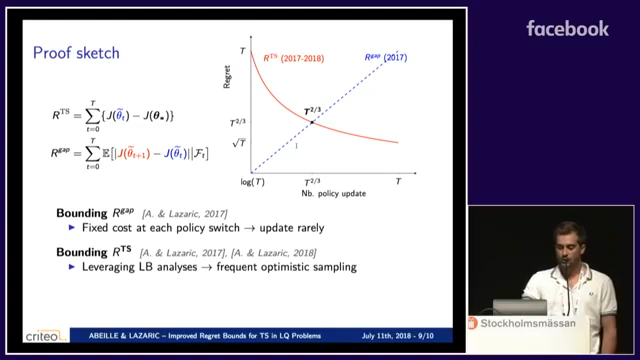 facebook
Proof sketch
T
R^TS (2017-2018)
R^gap (2017)
Regret
T^{2/3}
T^{2/3}
√T
log(T)
T^{2/3}
T
Nb. policy update
R^TS = ∑_{t=0}^{T} {J(θ̃_t) − J(θ_*)}
R^gap = ∑_{t=0}^{T} 𝔼[|J(θ̃_{t+1}) − J(θ̃_t)| | F_t]
Bounding R^gap [A. & Lazaric, 2017]
▶ Fixed cost at each policy switch → update rarely
Bounding R^TS [A. & Lazaric, 2017], [A. & Lazaric, 2018]
▶ Leveraging LB analyses → frequent optimistic sampling
criteo
ABEILLE & LAZARIC – Improved Regret Bounds for TS in LQ Problems
July 11th, 2018 - 9/10
Stockholmsmässan